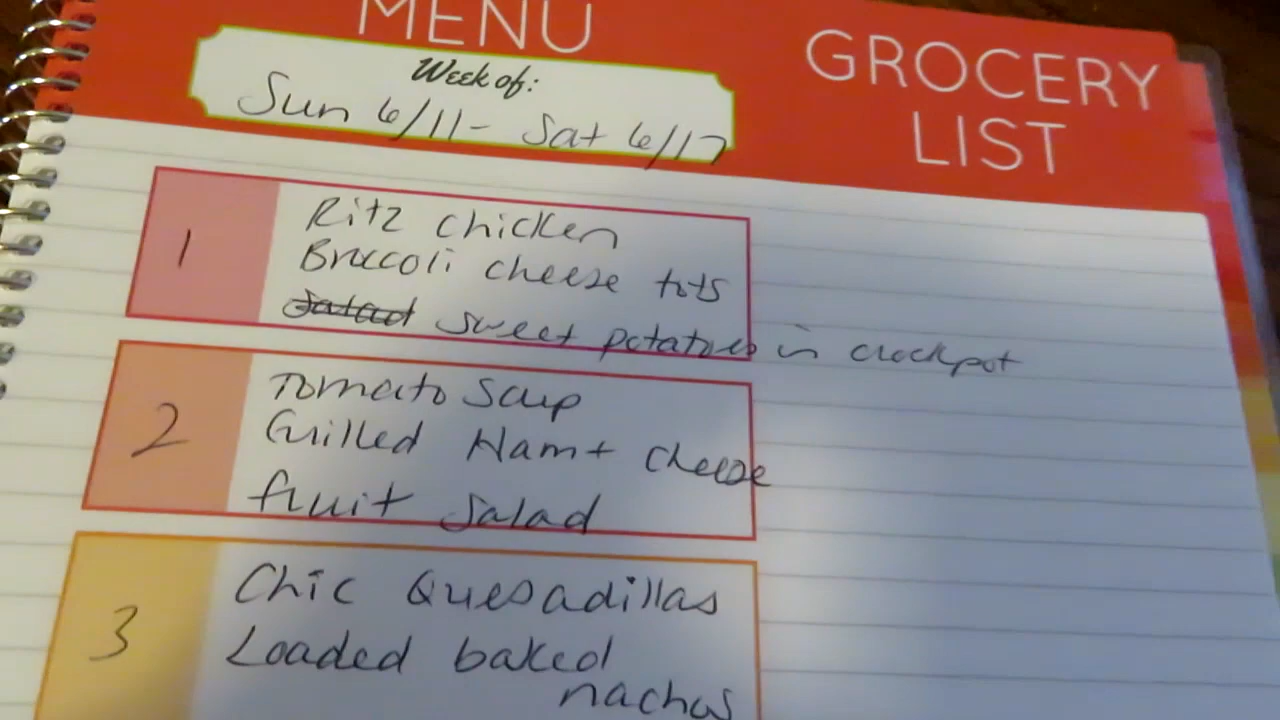 MENU
Week of:
Sun 6/11 - Sat 6/17
GROCERY
LIST
1
Ritz chicken
Broccoli cheese tots
salad sweet potatoes in crockpot
2
Tomato Soup
Grilled Ham + cheese
fruit salad
3
Chic Quesadillas
Loaded baked
nachos